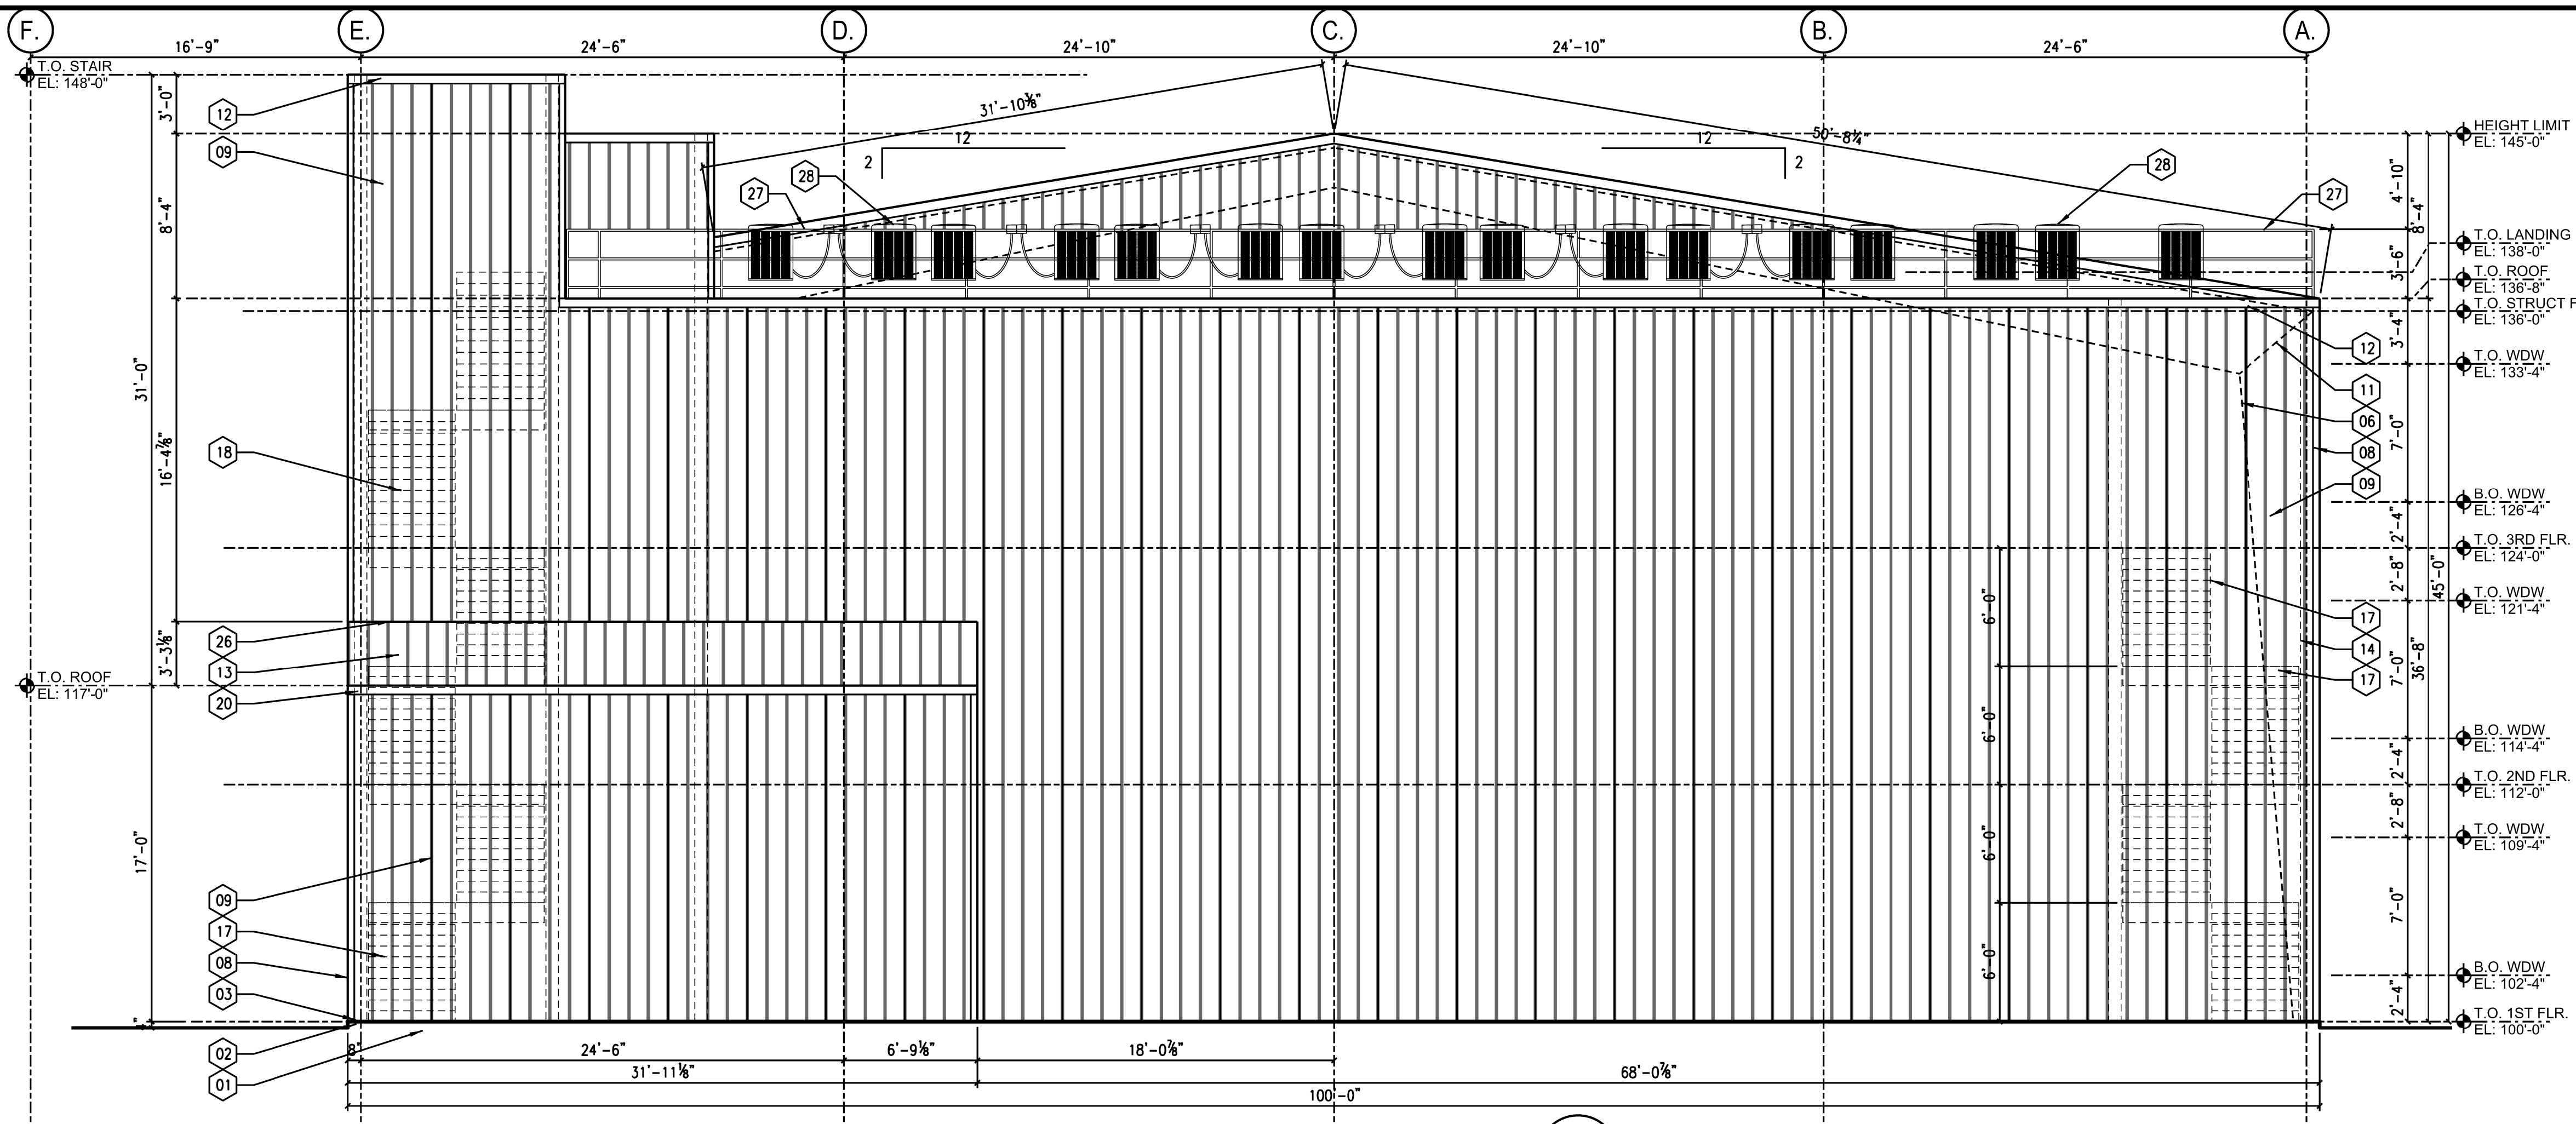 F.
E.
D.
C.
B.
A.
16'-9"
24'-6"
24'-10"
24'-10"
24'-6"
T.O. STAIR
EL: 148'-0"
3'-0"
8'-4"
31'-0"
16'-4⅞"
3'-3⅛"
T.O. ROOF
EL: 117'-0"
17'-0"
12
09
18
26
13
20
09
17
08
03
02
01
31'-10⅜"
12
2
27
28
12
2
50'-8¼"
28
27
HEIGHT LIMIT
EL: 145'-0"
T.O. LANDING
EL: 138'-0"
T.O. ROOF
EL: 136'-8"
T.O. STRUCT F
EL: 136'-0"
T.O. WDW
EL: 133'-4"
B.O. WDW
EL: 126'-4"
T.O. 3RD FLR.
EL: 124'-0"
T.O. WDW
EL: 121'-4"
B.O. WDW
EL: 114'-4"
T.O. 2ND FLR.
EL: 112'-0"
T.O. WDW
EL: 109'-4"
B.O. WDW
EL: 102'-4"
T.O. 1ST FLR.
EL: 100'-0"
4'-10"
8'-4"
3'-6"
3'-4"
7'-0"
2'-4"
2'-8"
45'-0"
36'-8"
7'-0"
2'-4"
2'-8"
7'-0"
2'-4"
12
11
06
08
09
17
14
17
6'-0"
6'-0"
6'-0"
6'-0"
8"
24'-6"
6'-9⅛"
18'-0⅞"
31'-11⅛"
68'-0⅞"
100'-0"